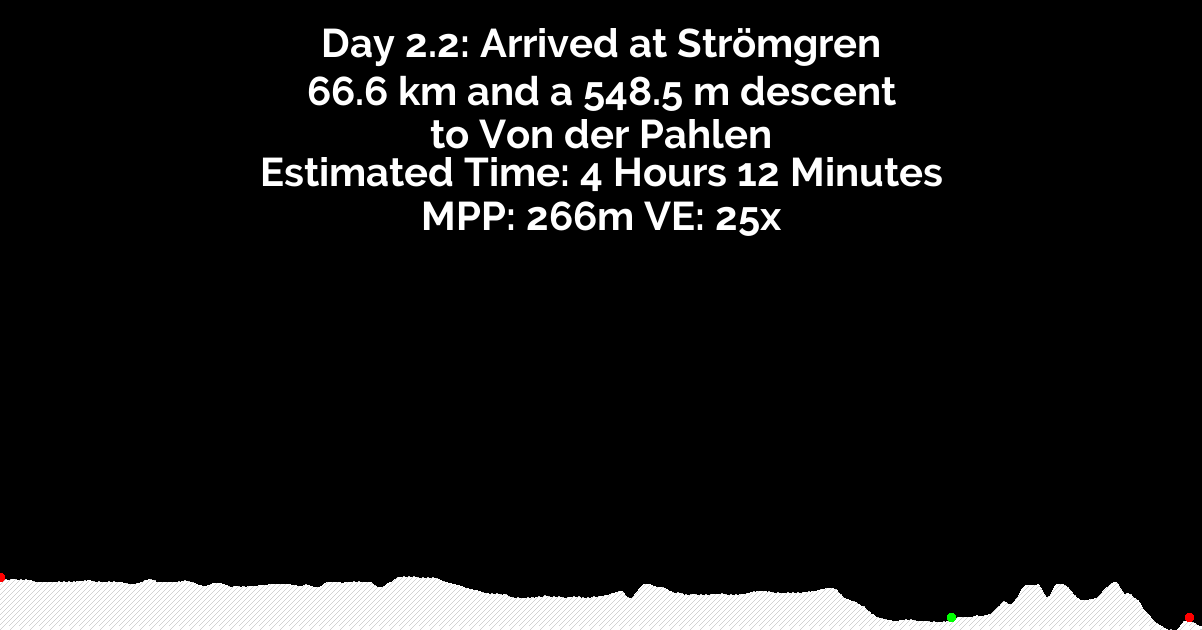 Day 2.2: Arrived at Strömgren
66.6 km and a 548.5 m descent
to Von der Pahlen
Estimated Time: 4 Hours 12 Minutes
MPP: 266m VE: 25x